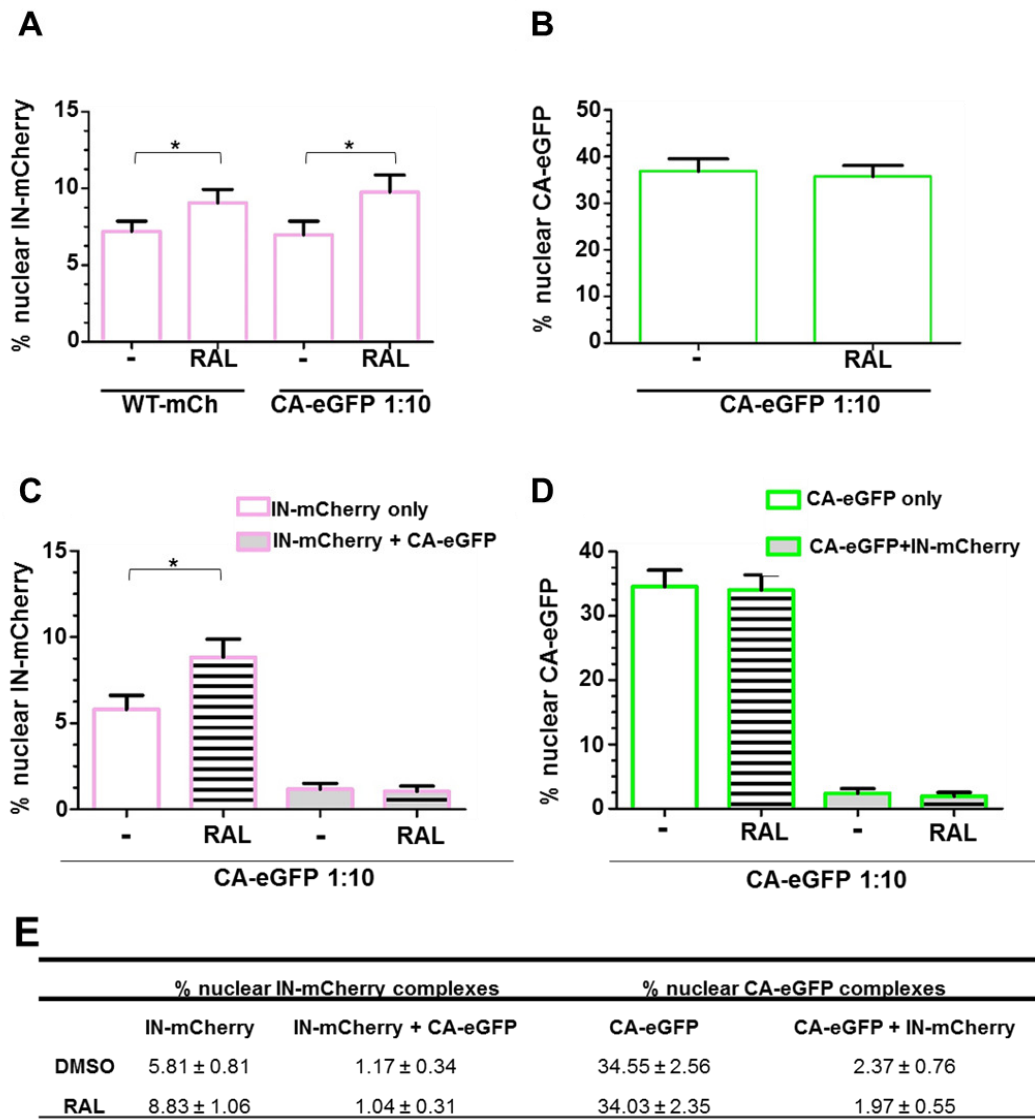 A
B
% nuclear IN-mCherry
15
10
5
0
*
*
- RAL - RAL
WT-mCh CA-eGFP 1:10
% nuclear CA-eGFP
50
40
30
20
10
0
- RAL
CA-eGFP 1:10
C
IN-mCherry only
IN-mCherry + CA-eGFP
% nuclear IN-mCherry
15
10
5
0
*
- RAL - RAL
CA-eGFP 1:10
D
CA-eGFP only
CA-eGFP+IN-mCherry
% nuclear CA-eGFP
40
30
20
10
0
- RAL - RAL
CA-eGFP 1:10
E
% nuclear IN-mCherry complexes % nuclear CA-eGFP complexes
IN-mCherry IN-mCherry + CA-eGFP CA-eGFP CA-eGFP + IN-mCherry
DMSO 5.81 ± 0.81 1.17 ± 0.34 34.55 ± 2.56 2.37 ± 0.76
RAL 8.83 ± 1.06 1.04 ± 0.31 34.03 ± 2.35 1.97 ± 0.55